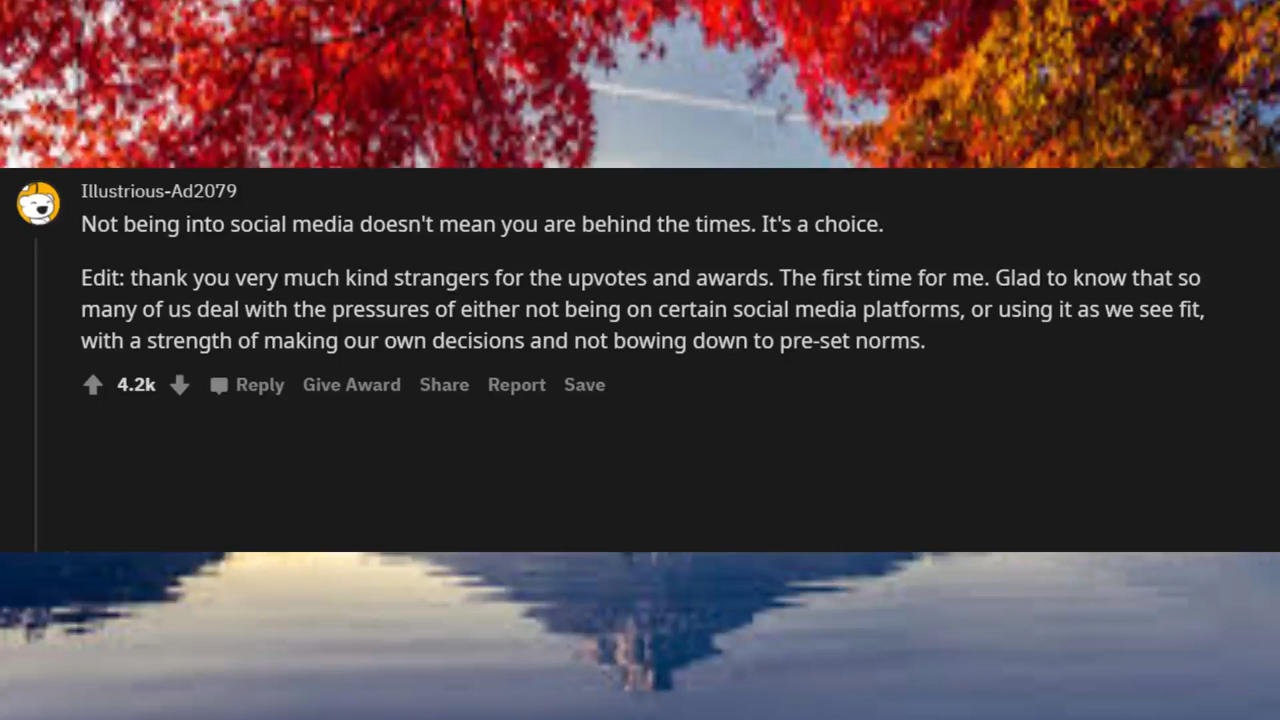 Illustrious-Ad2079
Not being into social media doesn't mean you are behind the times. It's a choice.
Edit: thank you very much kind strangers for the upvotes and awards. The first time for me. Glad to know that so
many of us deal with the pressures of either not being on certain social media platforms, or using it as we see fit,
with a strength of making our own decisions and not bowing down to pre-set norms.
4.2k Reply Give Award Share Report Save